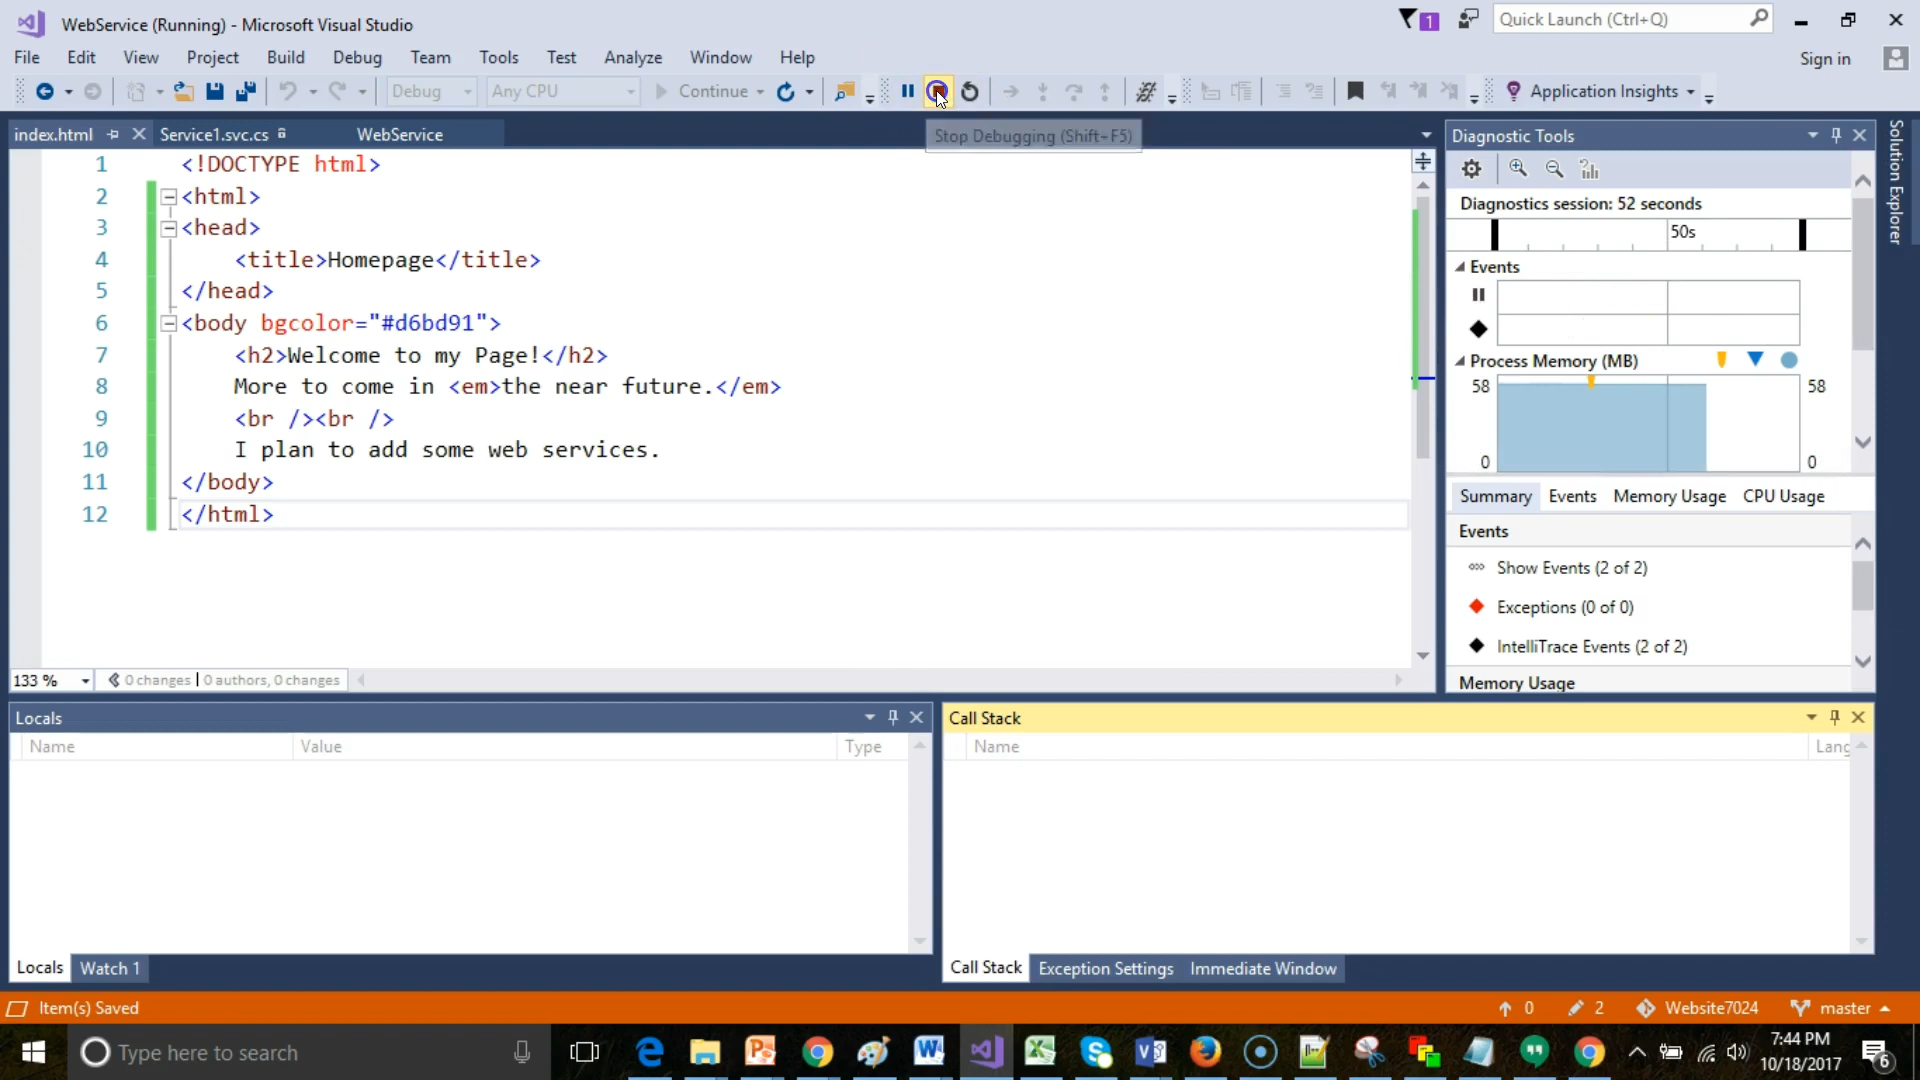 WebService (Running) - Microsoft Visual Studio
1
Quick Launch (Ctrl+Q)
File Edit View Project Build Debug Team Tools Test Analyze Window Help
Sign in
Debug Any CPU Continue Application Insights
index.html Service1.svc.cs WebService
Stop Debugging (Shift+F5)
1 <!DOCTYPE html>
2 <html>
3 <head>
4 <title>Homepage</title>
5 </head>
6 <body bgcolor="#d6bd91">
7 <h2>Welcome to my Page!</h2>
8 More to come in <em>the near future.</em>
9 <br /><br />
10 I plan to add some web services.
11 </body>
12 </html>
133 % 0 changes | 0 authors, 0 changes
Diagnostic Tools
Diagnostics session: 52 seconds
50s
Events
Process Memory (MB)
58 58
0 0
Summary Events Memory Usage CPU Usage
Events
Show Events (2 of 2)
Exceptions (0 of 0)
IntelliTrace Events (2 of 2)
Memory Usage
Solution Explorer
Locals
Name Value Type
Locals Watch 1
Call Stack
Name Lang
Call Stack Exception Settings Immediate Window
Item(s) Saved 0 2 Website7024 master
Type here to search
7:44 PM
10/18/2017
6